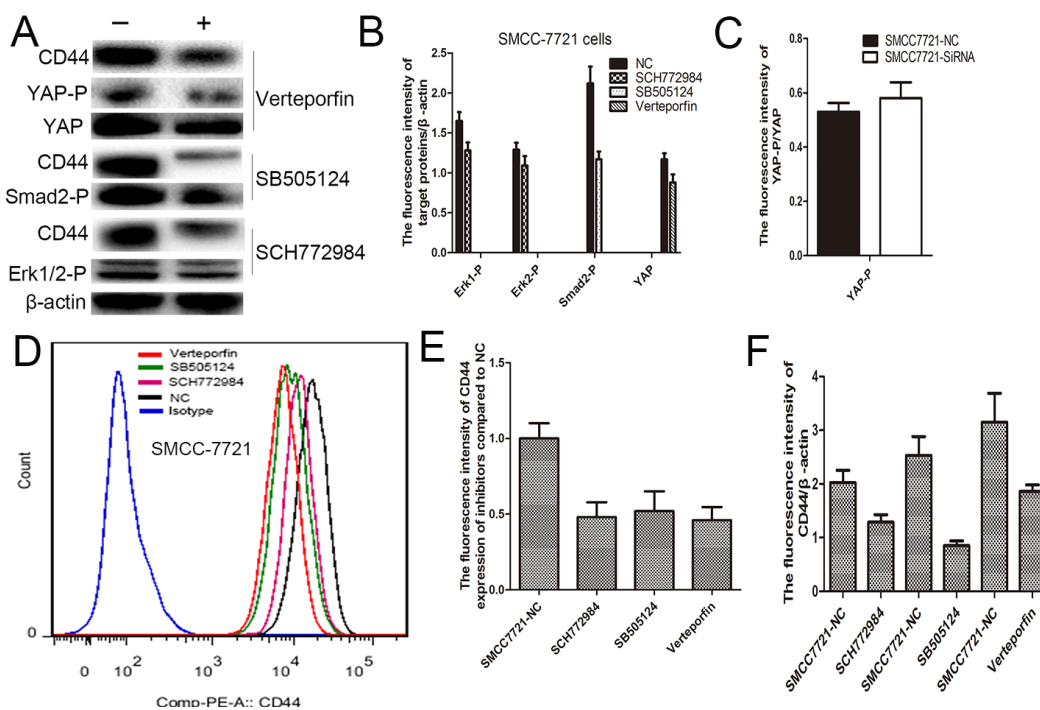 A
− +
CD44
YAP-P
YAP
Verteporfin
CD44
Smad2-P
SB505124
CD44
Erk1/2-P
SCH772984
β-actin
B
SMCC-7721 cells
The fluorescence intensity of
target proteins/β -actin
2.5
2.0
1.5
1.0
0.5
0.0
NC
SCH772984
SB505124
Verteporfin
Erk1-P
Erk2-P
Smad2-P
YAP
C
The fluorescence intensity of
YAP-P/YAP
0.8
0.6
0.4
0.2
0.0
SMCC7721-NC
SMCC7721-SiRNA
YAP-P
D
Verteporfin
SB505124
SCH772984
NC
Isotype
SMCC-7721
Count
0
0 10² 10³ 10⁴ 10⁵
Comp-PE-A:: CD44
E
The fluorescence intensity of CD44
expression of inhibitors compared to NC
1.5
1.0
0.5
0.0
SMCC7721-NC
SCH772984
SB505124
Verteporfin
F
The fluorescence intensity of
CD44/β -actin
4
3
2
1
0
SMCC7721-NC
SCH772984
SMCC7721-NC
SB505124
SMCC7721-NC
Verteporfin